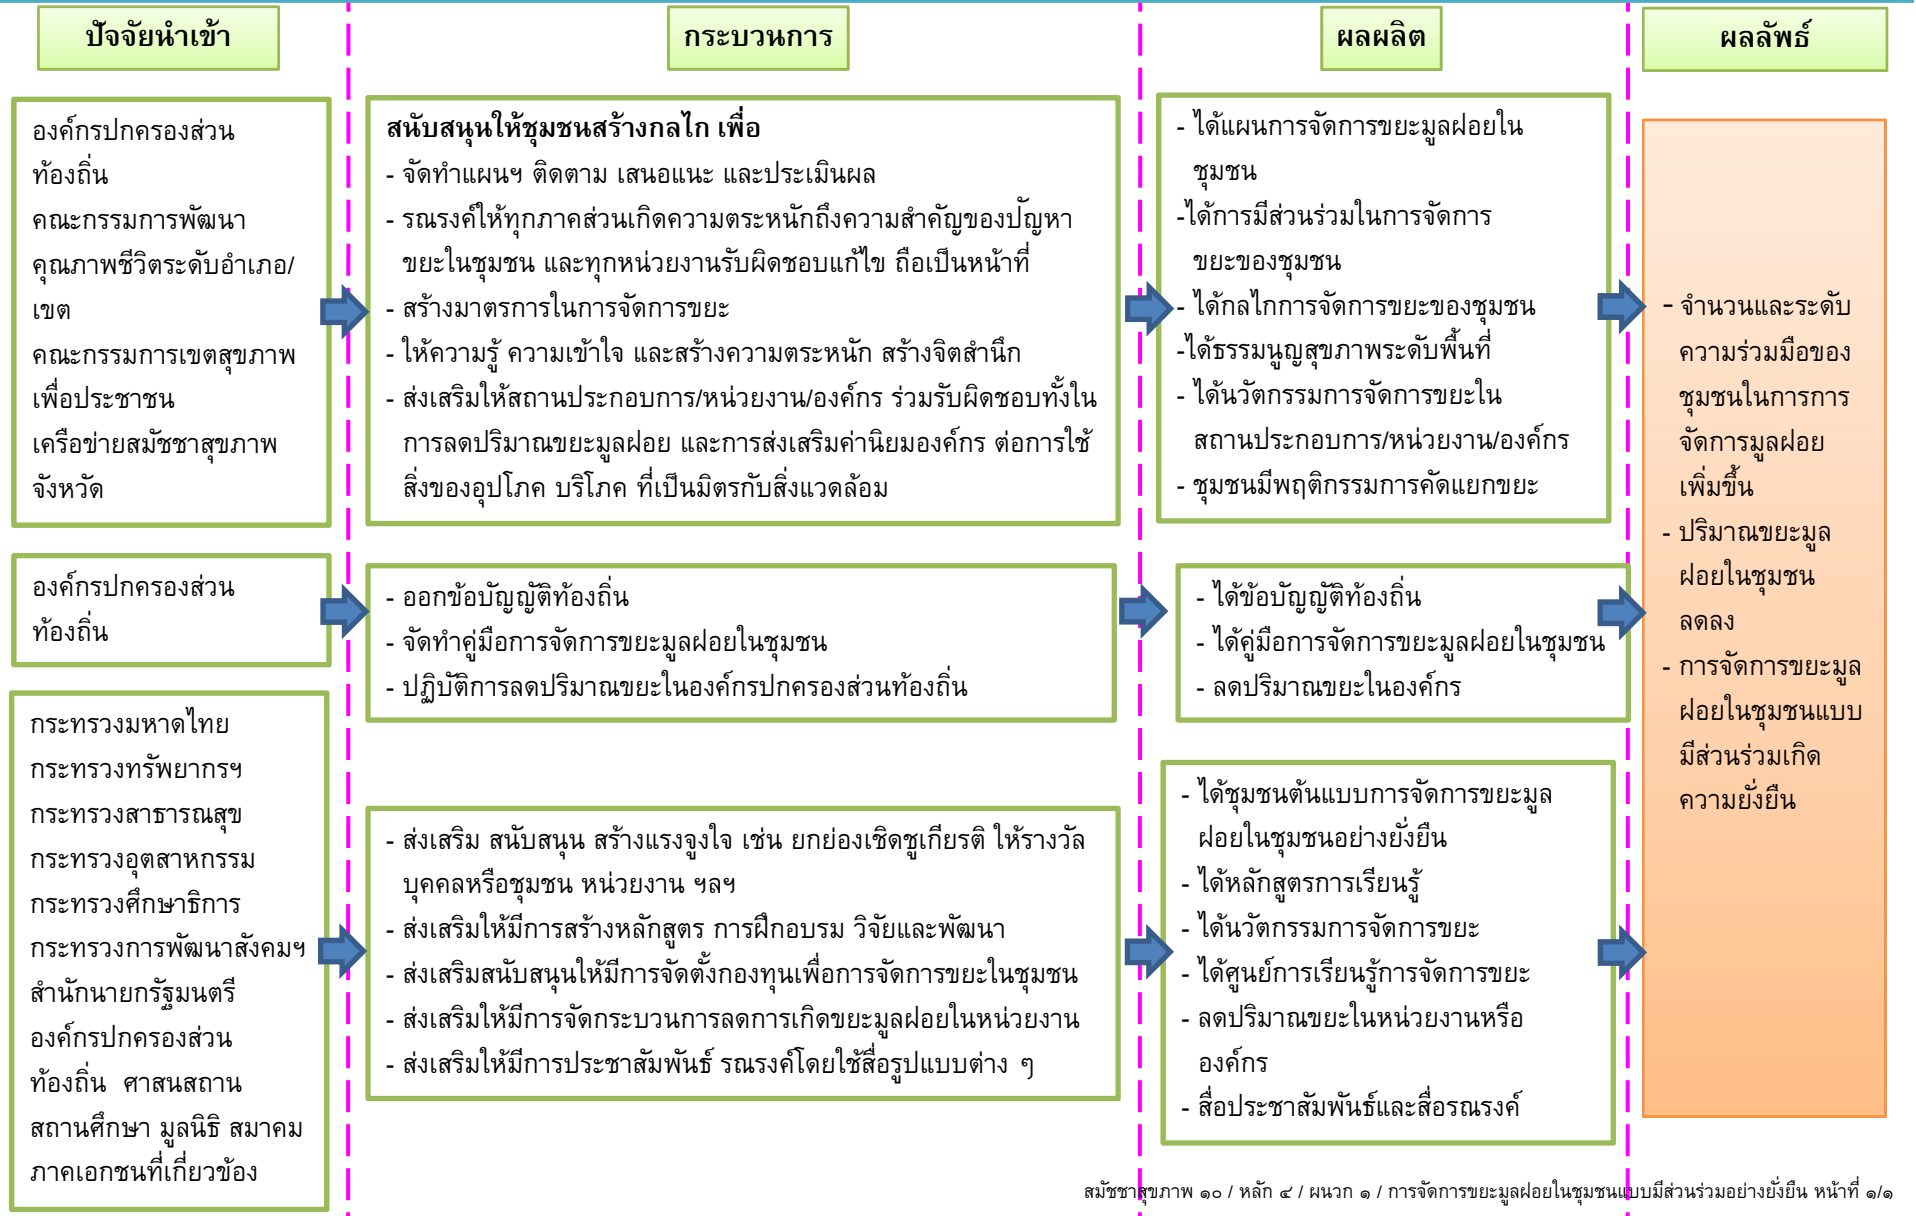 ปัจจัยนำเข้า
กระบวนการ
ผลผลิต
ผลลัพธ์
องค์กรปกครองส่วน
ท้องถิ่น
คณะกรรมการพัฒนา
คุณภาพชีวิตระดับอำเภอ/
เขต
คณะกรรมการเขตสุขภาพ
เพื่อประชาชน
เครือข่ายสมัชชาสุขภาพ
จังหวัด
สนับสนุนให้ชุมชนสร้างกลไก เพื่อ
- จัดทำแผนฯ ติดตาม เสนอแนะ และประเมินผล
- รณรงค์ให้ทุกภาคส่วนเกิดความตระหนักถึงความสำคัญของปัญหา
ขยะในชุมชน และทุกหน่วยงานรับผิดชอบแก้ไข ถือเป็นหน้าที่
- สร้างมาตรการในการจัดการขยะ
- ให้ความรู้ ความเข้าใจ และสร้างความตระหนัก สร้างจิตสำนึก
- ส่งเสริมให้สถานประกอบการ/หน่วยงาน/องค์กร ร่วมรับผิดชอบทั้งใน
การลดปริมาณขยะมูลฝอย และการส่งเสริมค่านิยมองค์กร ต่อการใช้
สิ่งของอุปโภค บริโภค ที่เป็นมิตรกับสิ่งแวดล้อม
- ได้แผนการจัดการขยะมูลฝอยใน
ชุมชน
-ได้การมีส่วนร่วมในการจัดการ
ขยะของชุมชน
- ได้กลไกการจัดการขยะของชุมชน
-ได้ธรรมนูญสุขภาพระดับพื้นที่
- ได้นวัตกรรมการจัดการขยะใน
สถานประกอบการ/หน่วยงาน/องค์กร
- ชุมชนมีพฤติกรรมการคัดแยกขยะ
องค์กรปกครองส่วน
ท้องถิ่น
- ออกข้อบัญญัติท้องถิ่น
- จัดทำคู่มือการจัดการขยะมูลฝอยในชุมชน
- ปฏิบัติการลดปริมาณขยะในองค์กรปกครองส่วนท้องถิ่น
- ได้ข้อบัญญัติท้องถิ่น
- ได้คู่มือการจัดการขยะมูลฝอยในชุมชน
- ลดปริมาณขยะในองค์กร
กระทรวงมหาดไทย
กระทรวงทรัพยากรฯ
กระทรวงสาธารณสุข
กระทรวงอุตสาหกรรม
กระทรวงศึกษาธิการ
กระทรวงการพัฒนาสังคมฯ
สำนักนายกรัฐมนตรี
องค์กรปกครองส่วน
ท้องถิ่น ศาสนสถาน
สถานศึกษา มูลนิธิ สมาคม
ภาคเอกชนที่เกี่ยวข้อง
- ส่งเสริม สนับสนุน สร้างแรงจูงใจ เช่น ยกย่องเชิดชูเกียรติ ให้รางวัล
บุคคลหรือชุมชน หน่วยงาน ฯลฯ
- ส่งเสริมให้มีการสร้างหลักสูตร การฝึกอบรม วิจัยและพัฒนา
- ส่งเสริมสนับสนุนให้มีการจัดตั้งกองทุนเพื่อการจัดการขยะในชุมชน
- ส่งเสริมให้มีการจัดกระบวนการลดการเกิดขยะมูลฝอยในหน่วยงาน
- ส่งเสริมให้มีการประชาสัมพันธ์ รณรงค์โดยใช้สื่อรูปแบบต่าง ๆ
- ได้ชุมชนต้นแบบการจัดการขยะมูล
ฝอยในชุมชนอย่างยั่งยืน
- ได้หลักสูตรการเรียนรู้
- ได้นวัตกรรมการจัดการขยะ
- ได้ศูนย์การเรียนรู้การจัดการขยะ
- ลดปริมาณขยะในหน่วยงานหรือ
องค์กร
- สื่อประชาสัมพันธ์และสื่อรณรงค์
- จำนวนและระดับ
ความร่วมมือของ
ชุมชนในการการ
จัดการมูลฝอย
เพิ่มขึ้น
- ปริมาณขยะมูล
ฝอยในชุมชน
ลดลง
- การจัดการขยะมูล
ฝอยในชุมชนแบบ
มีส่วนร่วมเกิด
ความยั่งยืน
สมัชชาสุขภาพ ๑๐ / หลัก ๔ / ผนวก ๑ / การจัดการขยะมูลฝอยในชุมชนแบบมีส่วนร่วมอย่างยั่งยืน หน้าที่ ๑/๑